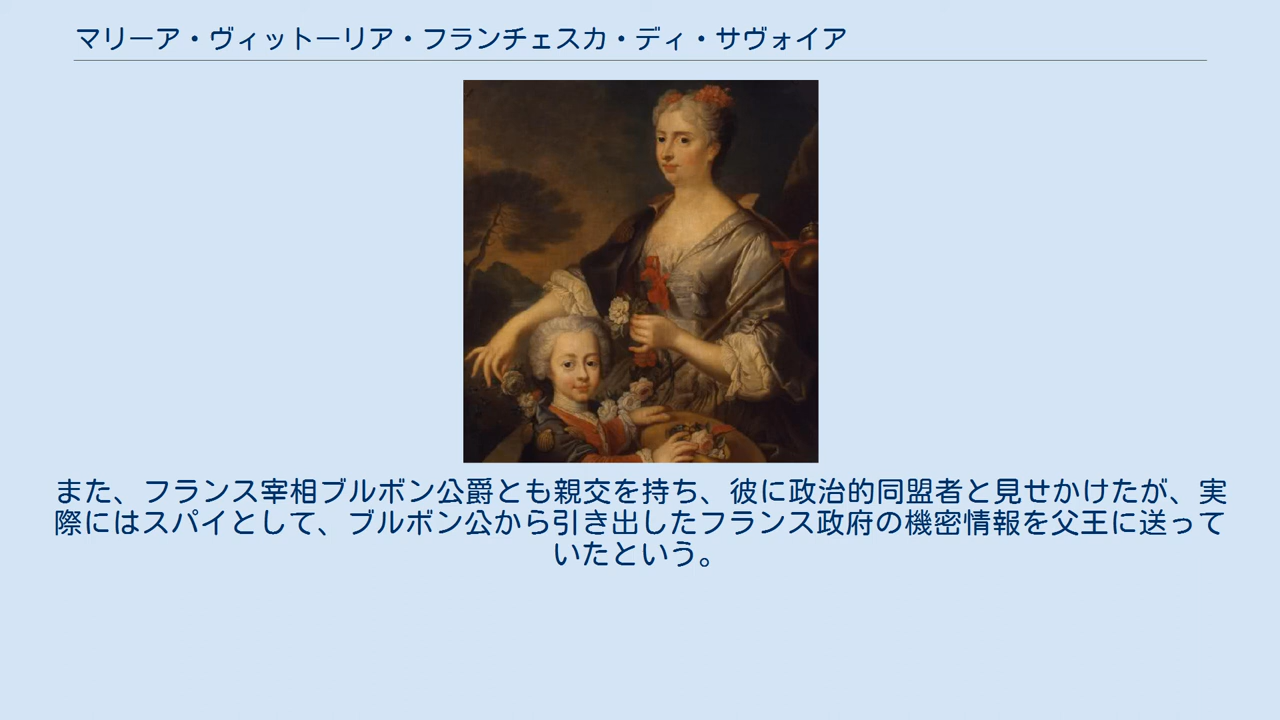 マリーア・ヴィットーリア・フランチェスカ・ディ・サヴォイア
また、フランス宰相ブルボン公爵とも親交を持ち、彼に政治的同盟者と見せかけたが、実
際にはスパイとして、ブルボン公から引き出したフランス政府の機密情報を父王に送って
いたという。